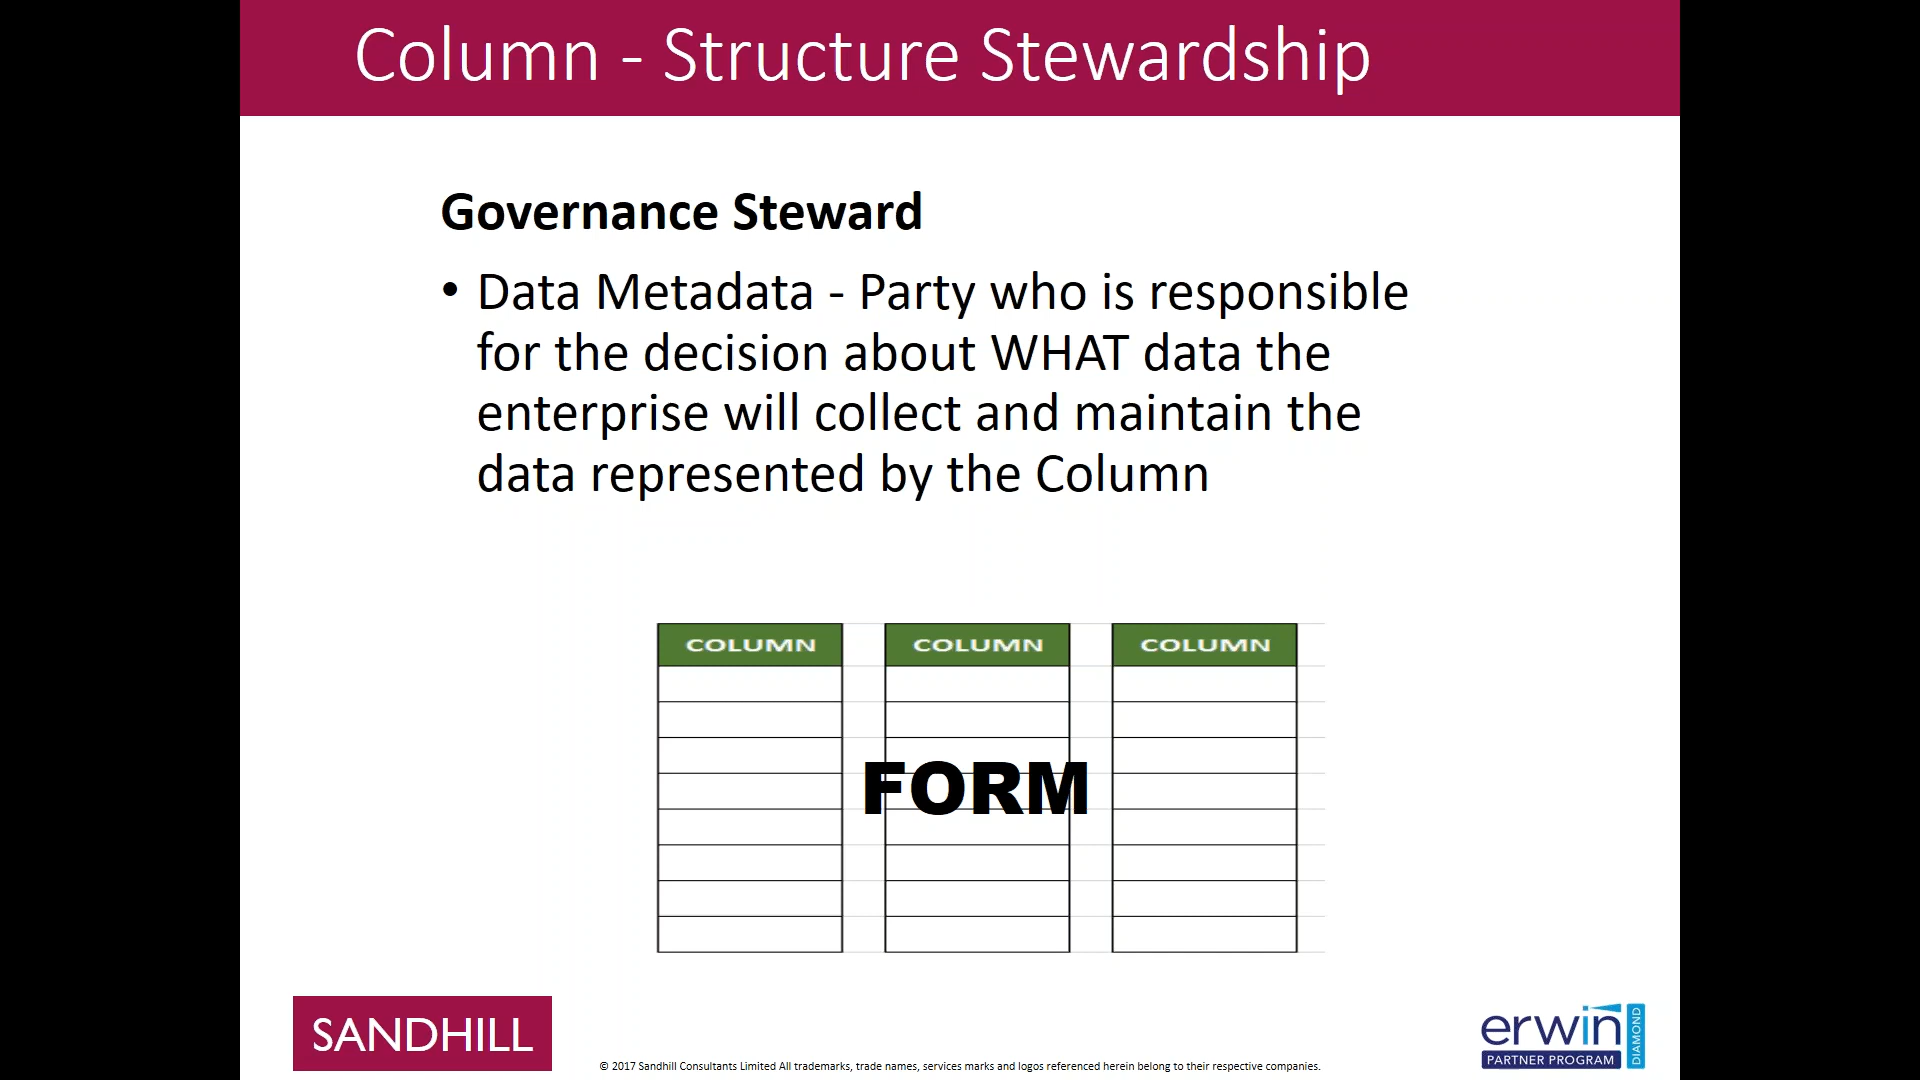 Column - Structure Stewardship
Governance Steward
• Data Metadata - Party who is responsible
for the decision about WHAT data the
enterprise will collect and maintain the
data represented by the Column
COLUMN COLUMN COLUMN
FORM
SANDHILL
erwin
PARTNER PROGRAM
DIAMOND
© 2017 Sandhill Consultants Limited All trademarks, trade names, services marks and logos referenced herein belong to their respective companies.